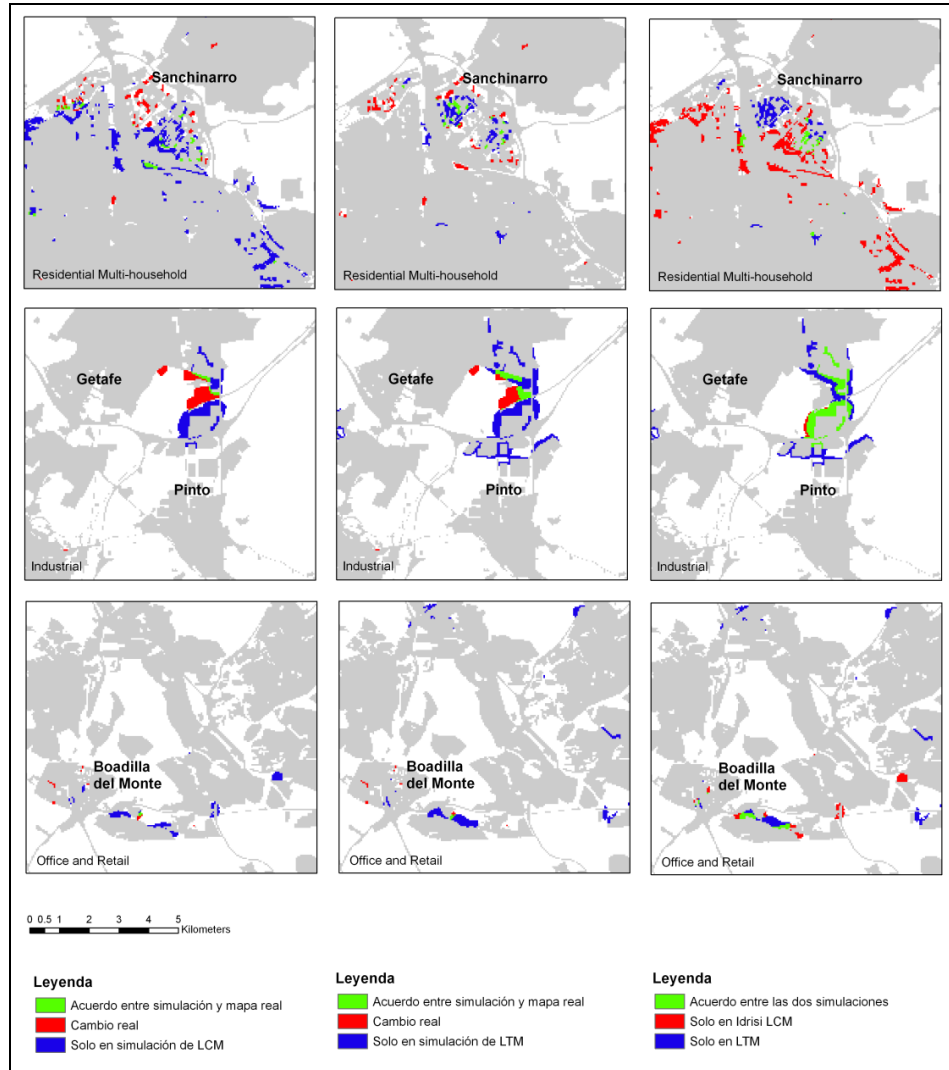 Sanchinarro
Residential Multi-household
Sanchinarro
Residential Multi-household
Sanchinarro
Residential Multi-household
Getafe
Pinto
Industrial
Getafe
Pinto
Industrial
Getafe
Pinto
Industrial
Boadilla
del Monte
Office and Retail
Boadilla
del Monte
Office and Retail
Boadilla
del Monte
Office and Retail
0 0.5 1 2 3 4 5
Kilometers
Leyenda
Acuerdo entre simulación y mapa real
Cambio real
Solo en simulación de LCM
Leyenda
Acuerdo entre simulación y mapa real
Cambio real
Solo en simulación de LTM
Leyenda
Acuerdo entre las dos simulaciones
Solo en Idrisi LCM
Solo en LTM